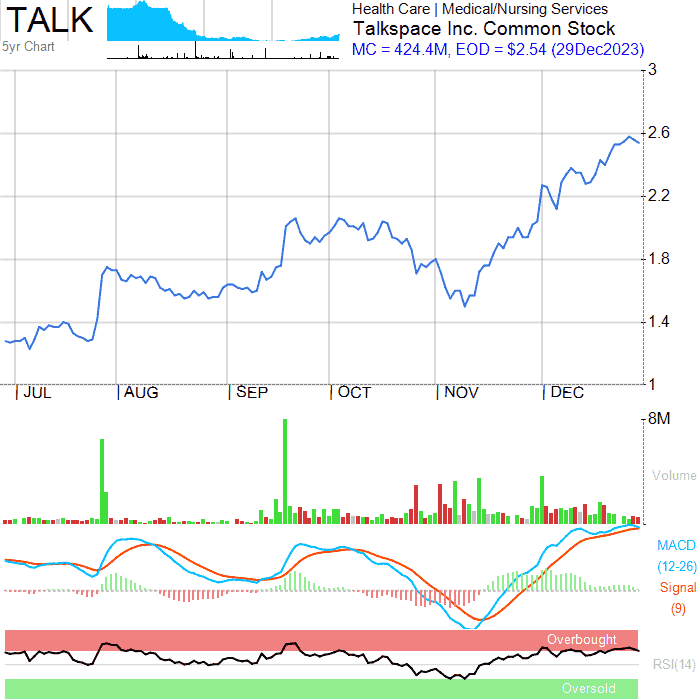 TALK
5yr Chart
Health Care | Medical/Nursing Services
Talkspace Inc. Common Stock
MC = 424.4M, EOD = $2.54 (29Dec2023)
3
2.6
2.2
1.8
1.4
1
JUL AUG SEP OCT NOV DEC
8M
Volume
MACD
(12-26)
Signal
(9)
Overbought
RSI(14)
Oversold